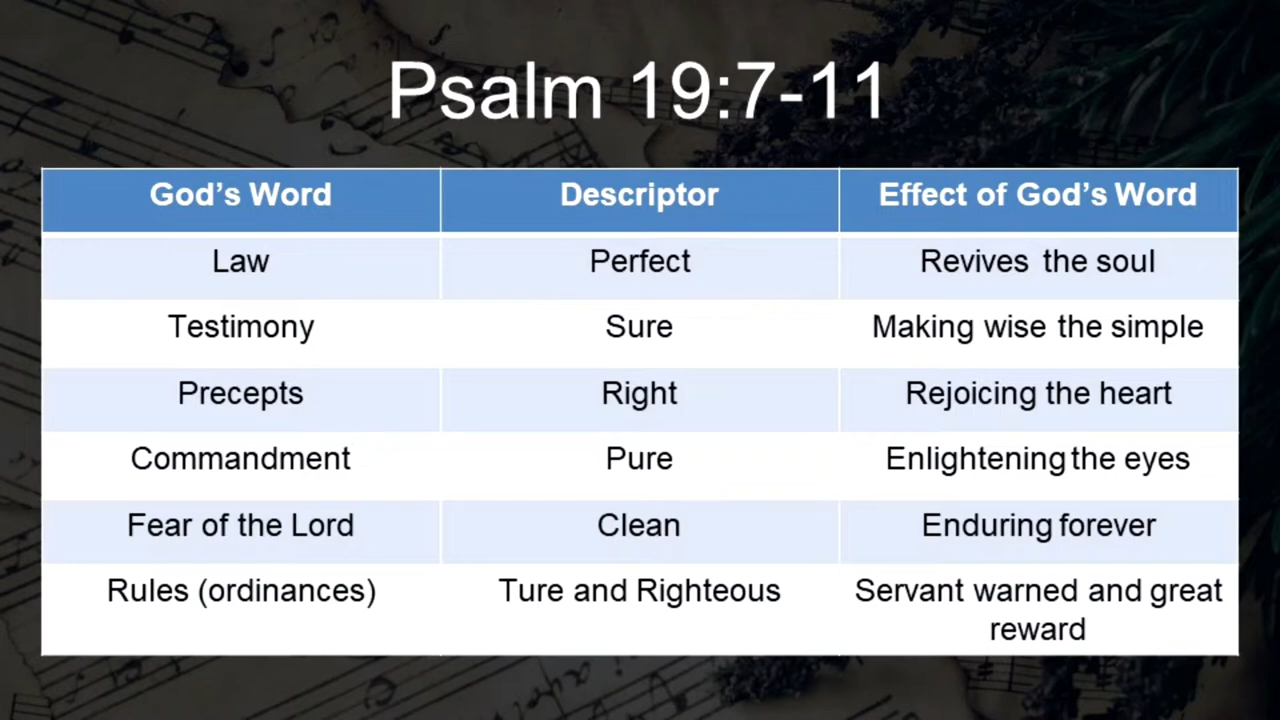 Psalm 19:7-11
God's Word Descriptor Effect of God's Word
Law Perfect Revives the soul
Testimony Sure Making wise the simple
Precepts Right Rejoicing the heart
Commandment Pure Enlightening the eyes
Fear of the Lord Clean Enduring forever
Rules (ordinances) Ture and Righteous Servant warned and great
reward